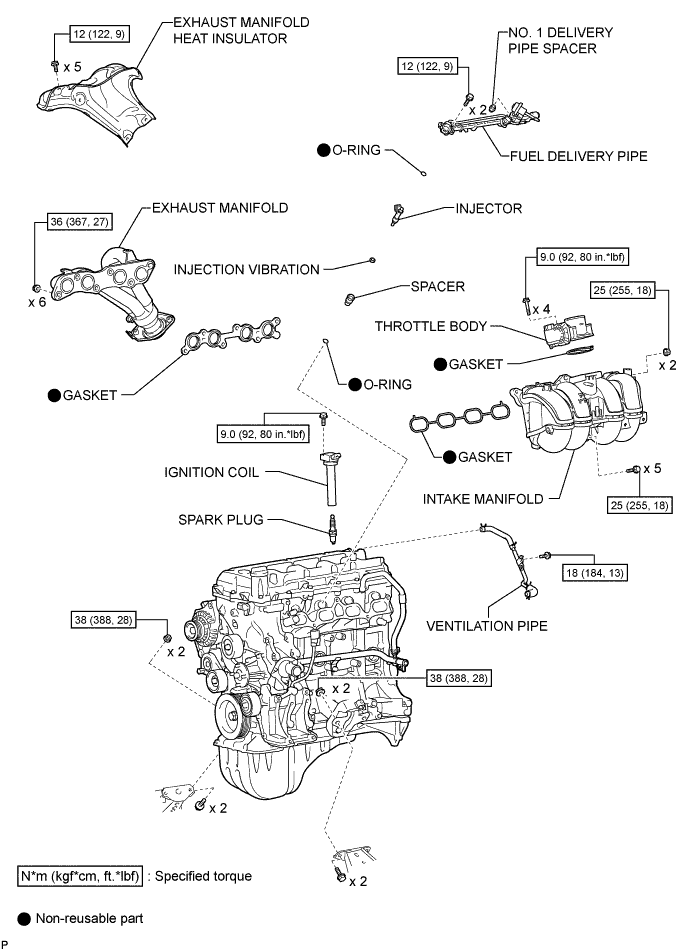 EXHAUST MANIFOLD
HEAT INSULATOR
12 (122, 9)
x 5
NO. 1 DELIVERY
PIPE SPACER
12 (122, 9)
x 2
FUEL DELIVERY PIPE
O-RING
EXHAUST MANIFOLD
INJECTOR
36 (367, 27)
x 6
INJECTION VIBRATION
SPACER
9.0 (92, 80 in.*lbf)
x 4
25 (255, 18)
THROTTLE BODY
x 2
GASKET
GASKET
O-RING
9.0 (92, 80 in.*lbf)
GASKET
IGNITION COIL
x 5
INTAKE MANIFOLD
25 (255, 18)
SPARK PLUG
18 (184, 13)
VENTILATION PIPE
38 (388, 28)
x 2
38 (388, 28)
x 2
x 2
x 2
N*m (kgf*cm, ft.*lbf) : Specified torque
Non-reusable part
P